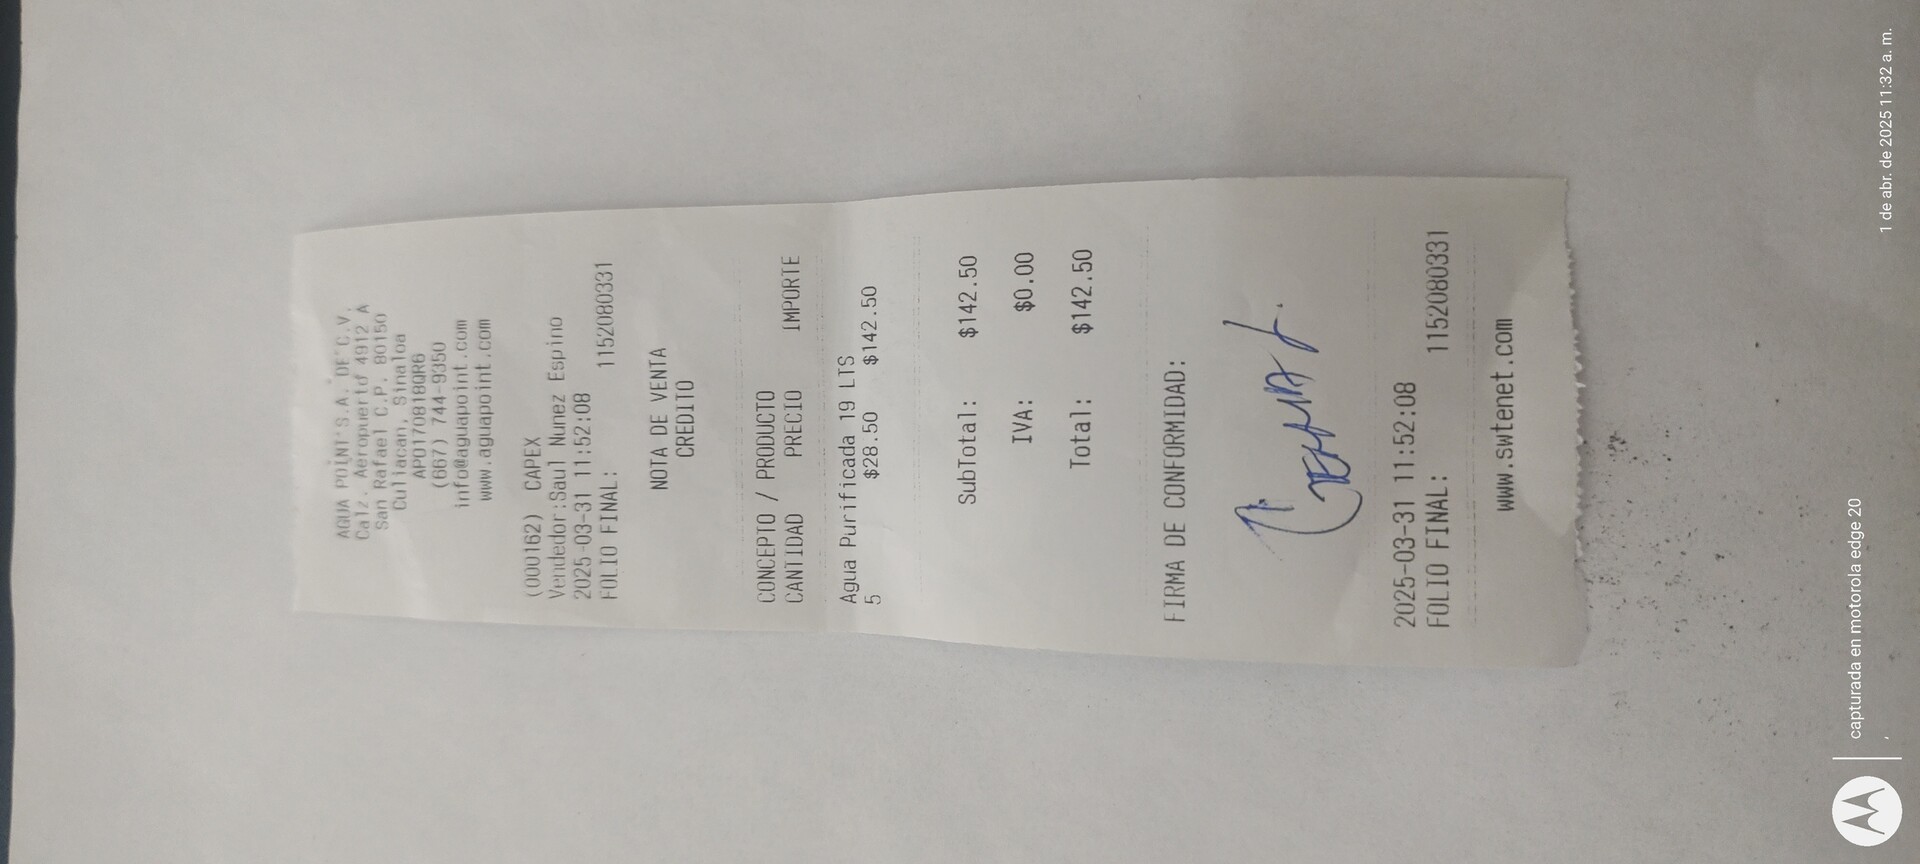 AGUA POINT S.A. DE C.V.
Calz. Aeropuerto 4912 A
San Rafael C.P. 80150
Culiacan, Sinaloa
APO170818QR6
(667) 744-9350
info@aguapoint.com
www.aguapoint.com
(000162) CAPEX
Vendedor:Saul Nunez Espino
2025-03-31 11:52:08
FOLIO FINAL: 1152080331
NOTA DE VENTA
CREDITO
CONCEPTO / PRODUCTO
CANTIDAD PRECIO IMPORTE
Agua Purificada 19 LTS
5 $28.50 $142.50
SubTotal: $142.50
IVA: $0.00
Total: $142.50
FIRMA DE CONFORMIDAD:
2025-03-31 11:52:08
FOLIO FINAL: 1152080331
www.swtenet.com
capturada en motorola edge 20
, 1 de abr. de 2025 11:32 a. m.